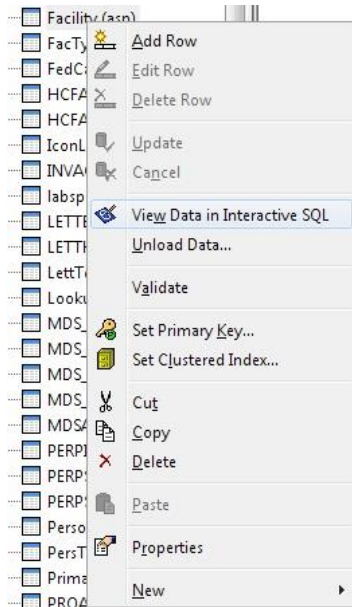 Facility (asp)
FacTy
FedCa
HCFA
HCFA
IconL
INVA
labsp
LETTE
LETTH
LettT
Looku
MDS_
MDS_
MDS_
MDS_
MDSA
PERPI
PERPS
PERPS
Perso
PersT
Prima
PROA
Add Row
Edit Row
Delete Row
Update
Cancel
View Data in Interactive SQL
Unload Data...
Validate
Set Primary Key...
Set Clustered Index...
Cut
Copy
Delete
Paste
Properties
New